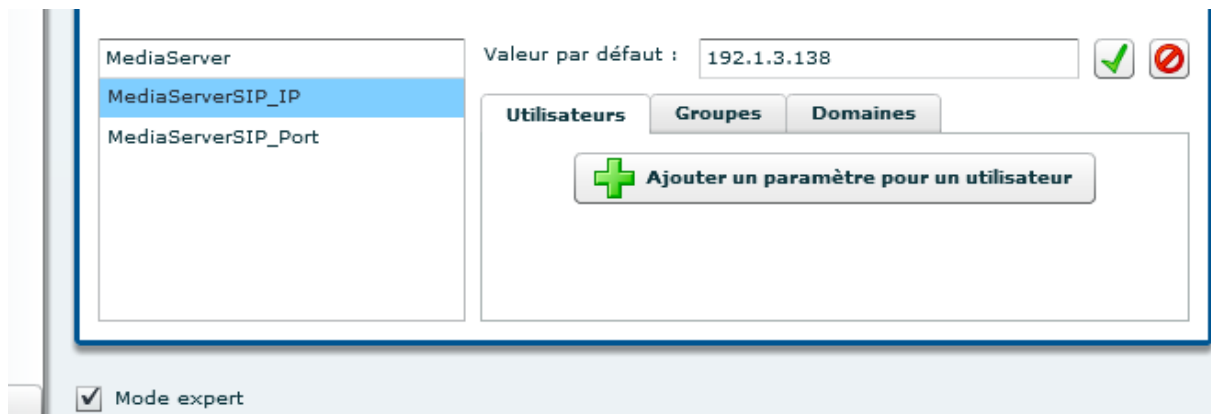 MediaServer
MediaServerSIP_IP
MediaServerSIP_Port
Valeur par défaut : 192.1.3.138
Utilisateurs Groupes Domaines
Ajouter un paramètre pour un utilisateur
Mode expert